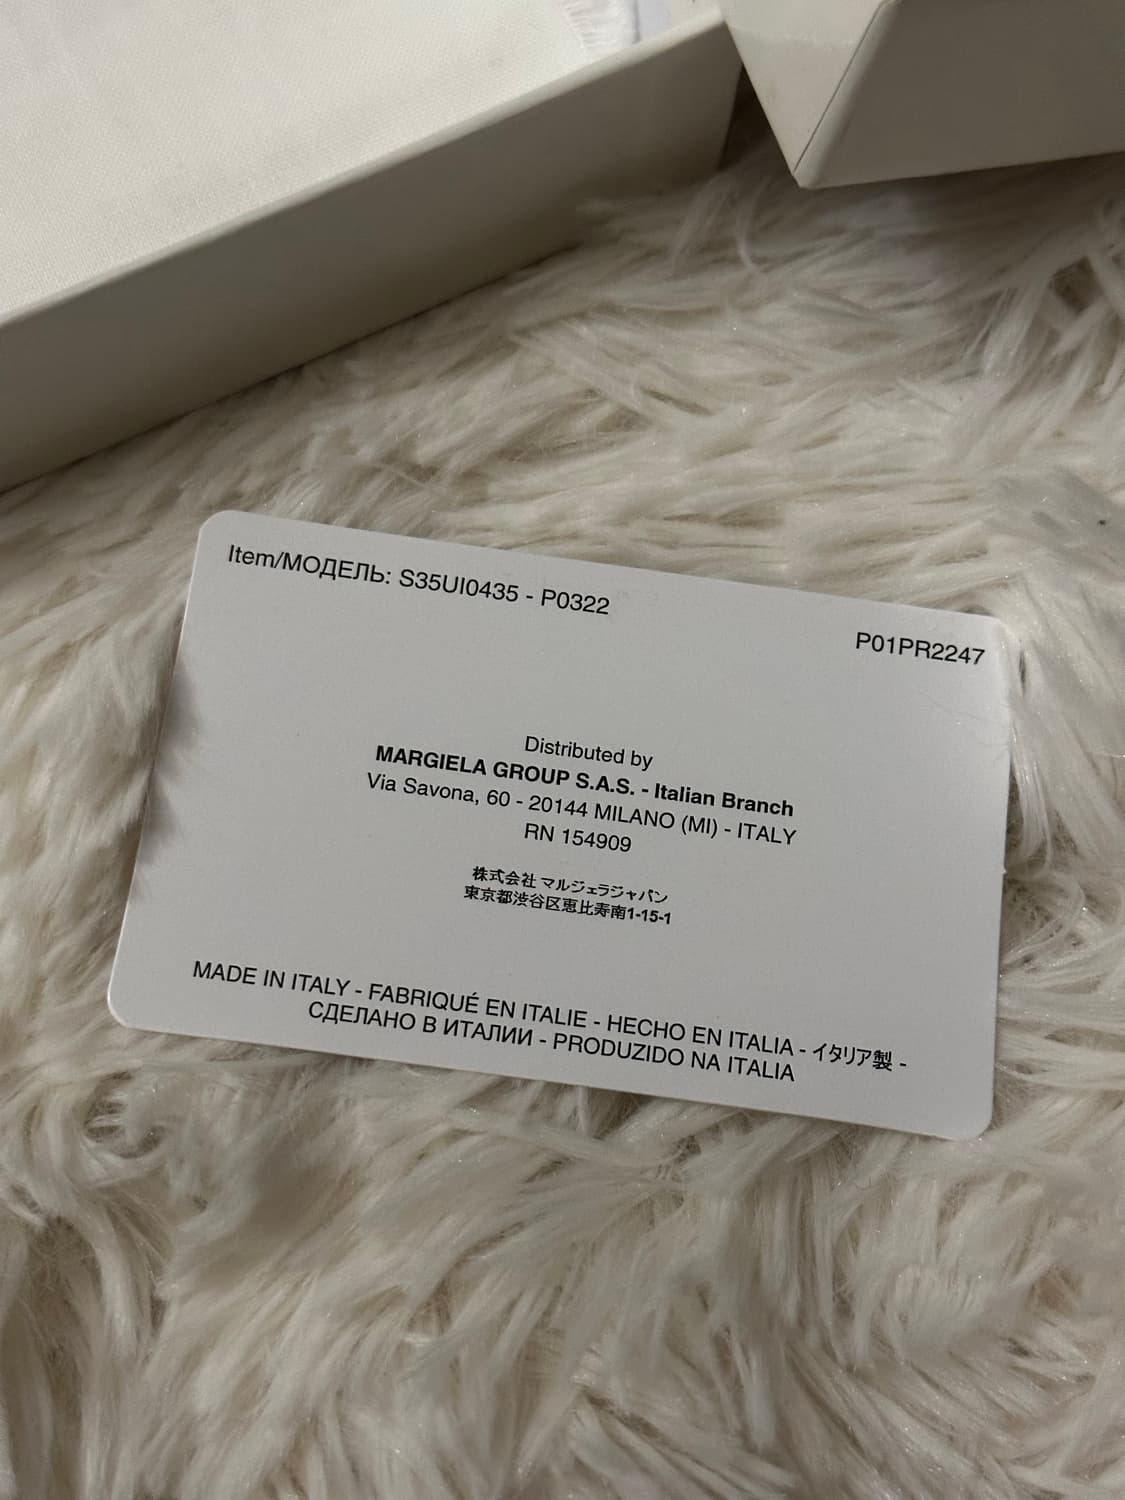 Item/МОДЕЛЬ: S35UI0435 - P0322
P01PR2247
Distributed by
MARGIELA GROUP S.A.S. - Italian Branch
Via Savona, 60 - 20144 MILANO (MI) - ITALY
RN 154909
株式会社 マルジェラジャパン
東京都渋谷区恵比寿南1-15-1
MADE IN ITALY - FABRIQUÉ EN ITALIE - HECHO EN ITALIA - イタリア製 -
СДЕЛАНО В ИТАЛИИ - PRODUZIDO NA ITALIA